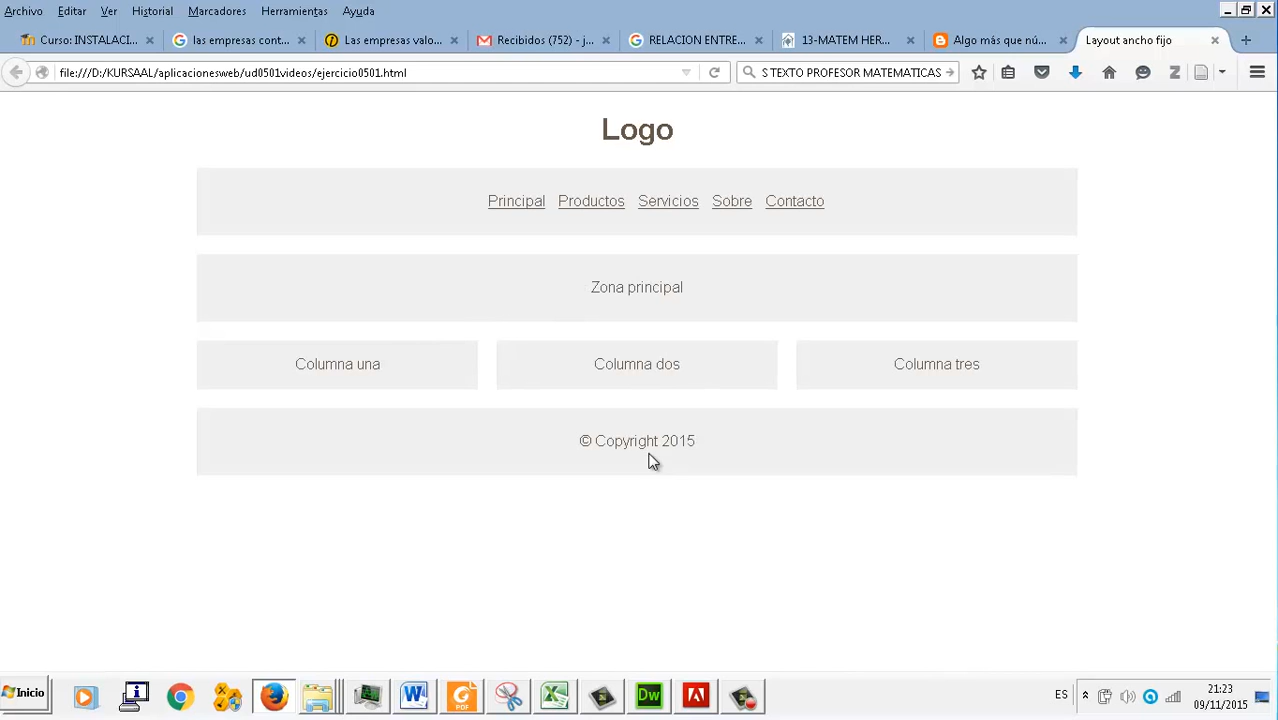 Archivo Editar Ver Historial Marcadores Herramientas Ayuda
Curso: INSTALACI... las empresas cont... Las empresas valo... Recibidos (752) - j... RELACION ENTRE... 13-MATEM HER... Algo más que nú... Layout ancho fijo
file:///D:/KURSAAL/aplicacionesweb/ud0501videos/ejercicio0501.html S TEXTO PROFESOR MATEMATICAS
Logo
Principal Productos Servicios Sobre Contacto
Zona principal
Columna una Columna dos Columna tres
© Copyright 2015
Inicio PDF Dw ES 21:23
09/11/2015